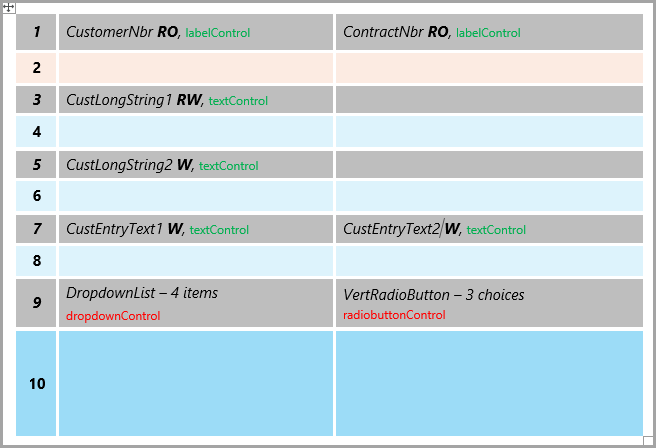 1 CustomerNbr RO, labelControl ContractNbr RO, labelControl
2
3 CustLongString1 RW, textControl
4
5 CustLongString2 W, textControl
6
7 CustEntryText1 W, textControl CustEntryText2 W, textControl
8
9 DropdownList – 4 items VertRadioButton – 3 choices
dropdownControl radiobuttonControl
10